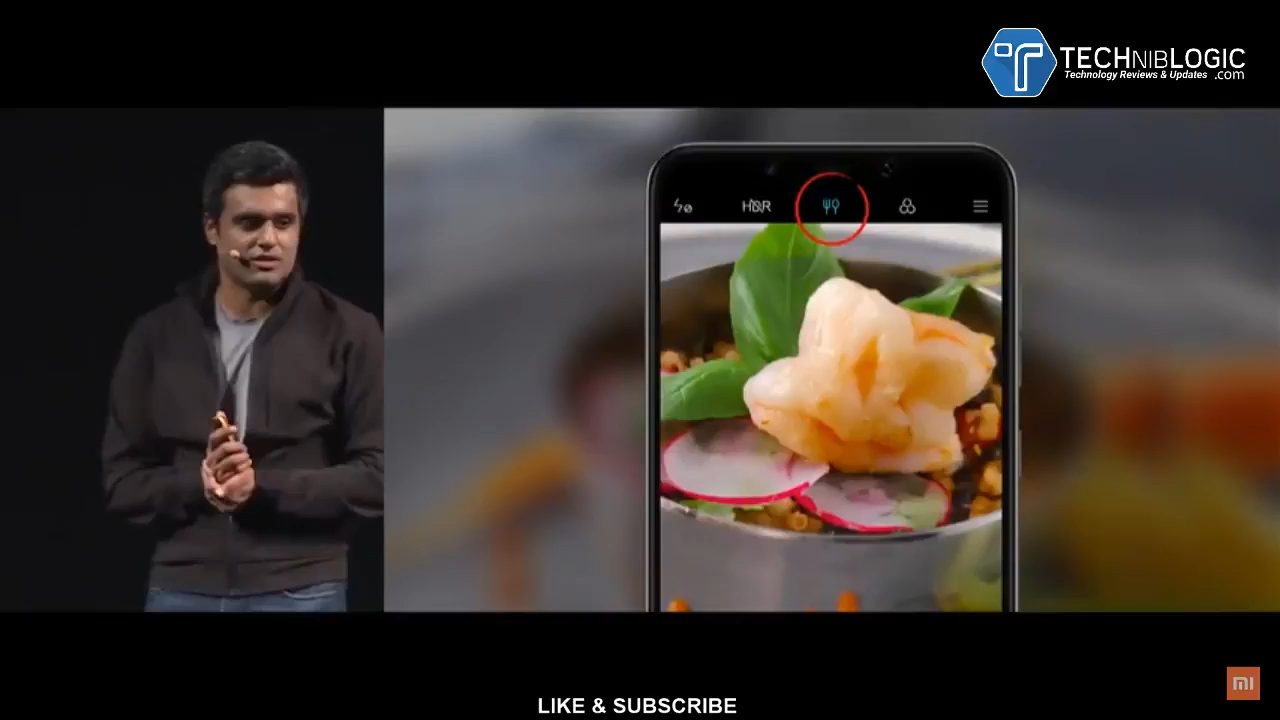 TECHNIBLOGIC
Technology Reviews & Updates .com
HDR
MI
LIKE & SUBSCRIBE